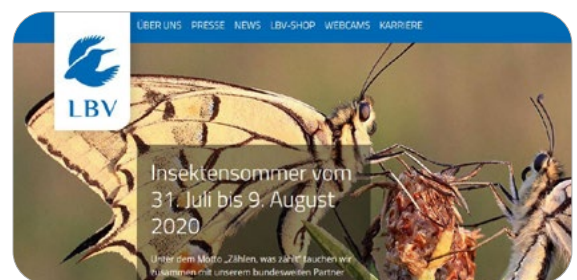 ÜBER UNS PRESSE NEWS LBV-SHOP WEBCAMS KARRIERE
LBV
Insektensommer vom
31. Juli bis 9. August
2020
Unter dem Motto „Zählen, was zählt“ tauchen wir
zusammen mit unserem bundesweiten Partner